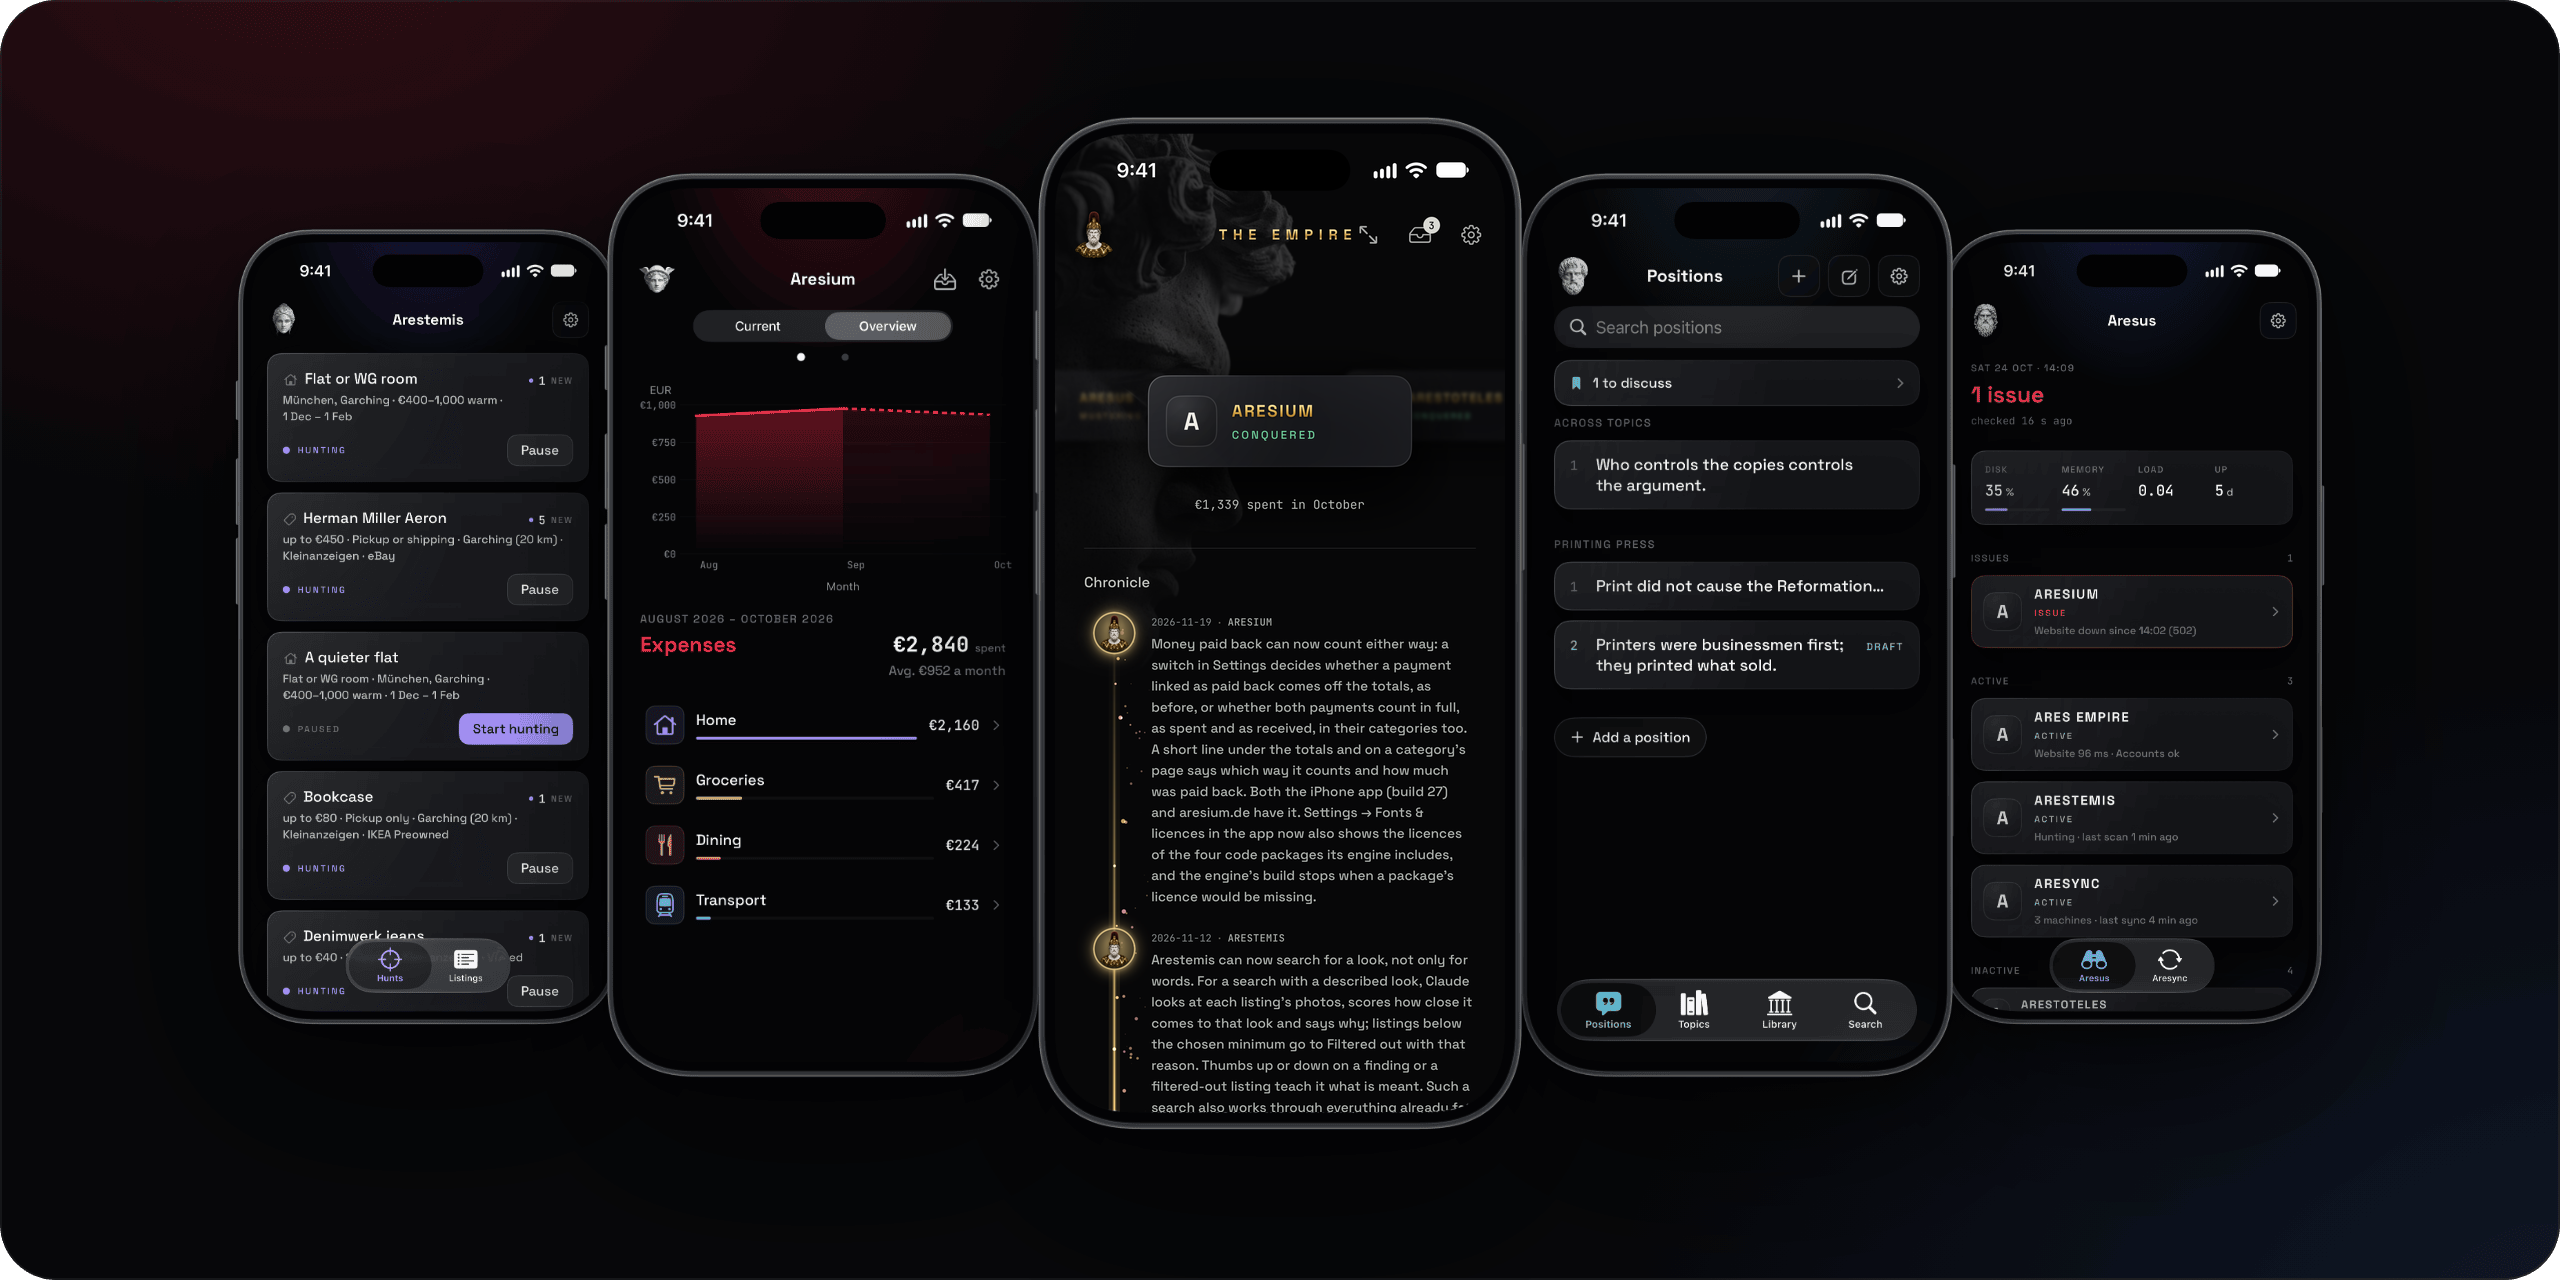 9:41
Arestemis
Flat or WG room
1 NEW
München, Garching · €400–1,000 warm ·
1 Dec – 1 Feb
HUNTING
Pause
Herman Miller Aeron
5 NEW
up to €450 · Pickup or shipping · Garching (20 km) ·
Kleinanzeigen · eBay
HUNTING
Pause
A quieter flat
Flat or WG room · München, Garching ·
€400–1,000 warm · 1 Dec – 1 Feb
PAUSED
Start hunting
Bookcase
1 NEW
up to €80 · Pickup only · Garching (20 km) ·
Kleinanzeigen · IKEA Preowned
HUNTING
Pause
Denimwerk jeans
1 NEW
up to €40 ·
HUNTING
Pause
Hunts
Listings
9:41
Aresium
Current
Overview
EUR
€1,000
€750
€500
€250
€0
Aug
Sep
Oct
Month
AUGUST 2026 – OCTOBER 2026
Expenses
€2,840 spent
Avg. €952 a month
Home
€2,160
Groceries
€417
Dining
€224
Transport
€133
9:41
THE EMPIRE
3
ARESUS
ARESTOTELES
CONQUERED
A
ARESIUM
CONQUERED
€1,339 spent in October
Chronicle
2026-11-19 · ARESIUM
Money paid back can now count either way: a
switch in Settings decides whether a payment
linked as paid back comes off the totals, as
before, or whether both payments count in full,
as spent and as received, in their categories too.
A short line under the totals and on a category's
page says which way it counts and how much
was paid back. Both the iPhone app (build 27)
and aresium.de have it. Settings → Fonts &
licences in the app now also shows the licences
of the four code packages its engine includes,
and the engine's build stops when a package's
licence would be missing.
2026-11-12 · ARESTEMIS
Arestemis can now search for a look, not only for
words. For a search with a described look, Claude
looks at each listing's photos, scores how close it
comes to that look and says why; listings below
the chosen minimum go to Filtered out with that
reason. Thumbs up or down on a finding or a
filtered-out listing teach it what is meant. Such a
search also works through everything already
9:41
Positions
Search positions
1 to discuss
ACROSS TOPICS
1
Who controls the copies controls
the argument.
PRINTING PRESS
1
Print did not cause the Reformation...
2
Printers were businessmen first;
they printed what sold.
DRAFT
+ Add a position
Positions
Topics
Library
Search
9:41
Aresus
SAT 24 OCT · 14:09
1 issue
checked 16 s ago
DISK
MEMORY
LOAD
UP
35 %
46 %
0.04
5 d
ISSUES
1
A
ARESIUM
ISSUE
Website down since 14:02 (502)
ACTIVE
3
A
ARES EMPIRE
ACTIVE
Website 96 ms · Accounts ok
A
ARESTEMIS
ACTIVE
Hunting · last scan 1 min ago
A
ARESYNC
ACTIVE
3 machines · last sync 4 min ago
INACTIVE
4
ARESTOTELES
Aresus
Aresync